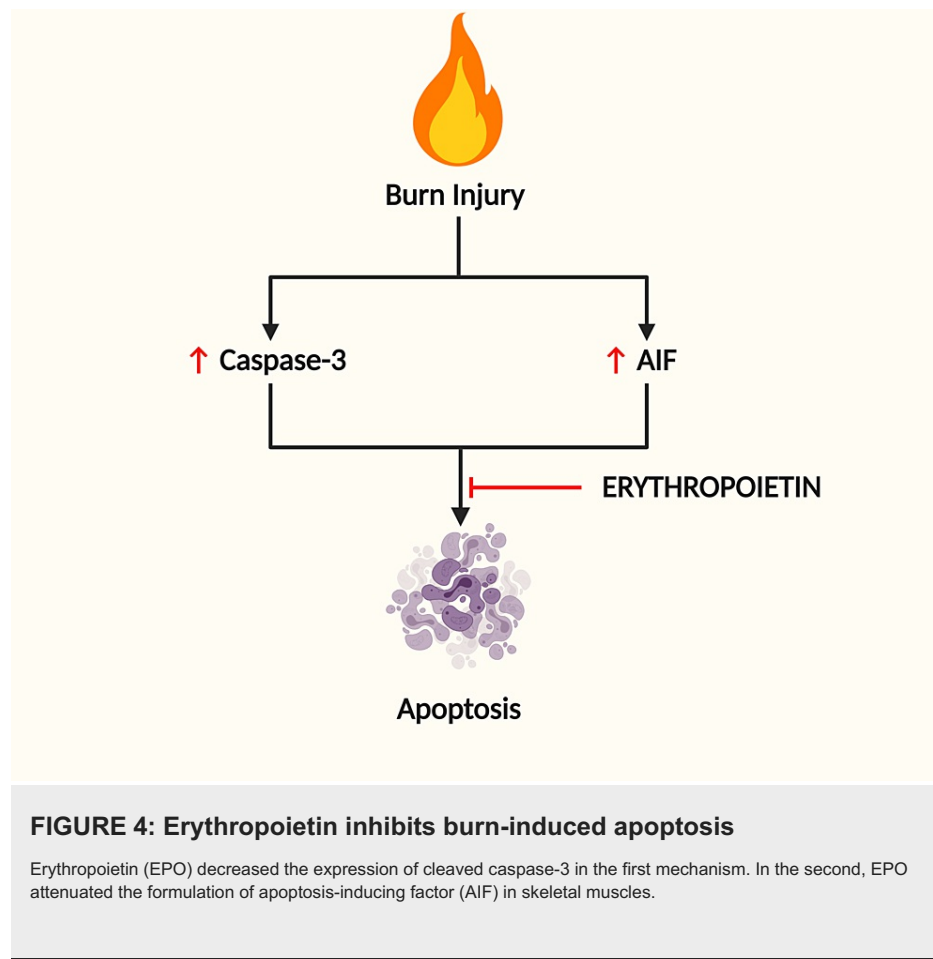 Burn Injury
↑ Caspase-3
↑ AIF
ERYTHROPOIETIN
Apoptosis
FIGURE 4: Erythropoietin inhibits burn-induced apoptosis
Erythropoietin (EPO) decreased the expression of cleaved caspase-3 in the first mechanism. In the second, EPO
attenuated the formulation of apoptosis-inducing factor (AIF) in skeletal muscles.